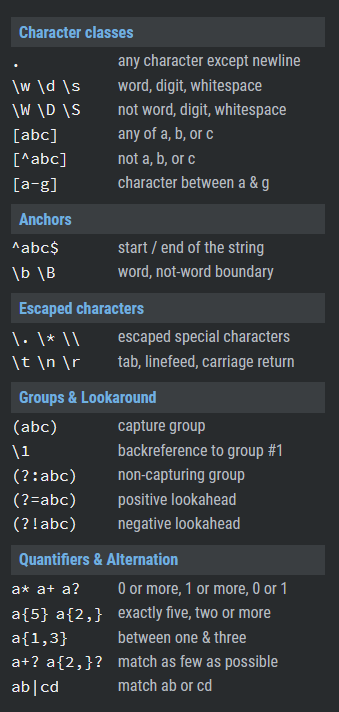 Character classes
. any character except newline
\w \d \s word, digit, whitespace
\W \D \S not word, digit, whitespace
[abc] any of a, b, or c
[^abc] not a, b, or c
[a-g] character between a & g
Anchors
^abc$ start / end of the string
\b \B word, not-word boundary
Escaped characters
\. \* \\ escaped special characters
\t \n \r tab, linefeed, carriage return
Groups & Lookaround
(abc) capture group
\1 backreference to group #1
(?:abc) non-capturing group
(?=abc) positive lookahead
(?!abc) negative lookahead
Quantifiers & Alternation
a* a+ a? 0 or more, 1 or more, 0 or 1
a{5} a{2,} exactly five, two or more
a{1,3} between one & three
a+? a{2,}? match as few as possible
ab|cd match ab or cd